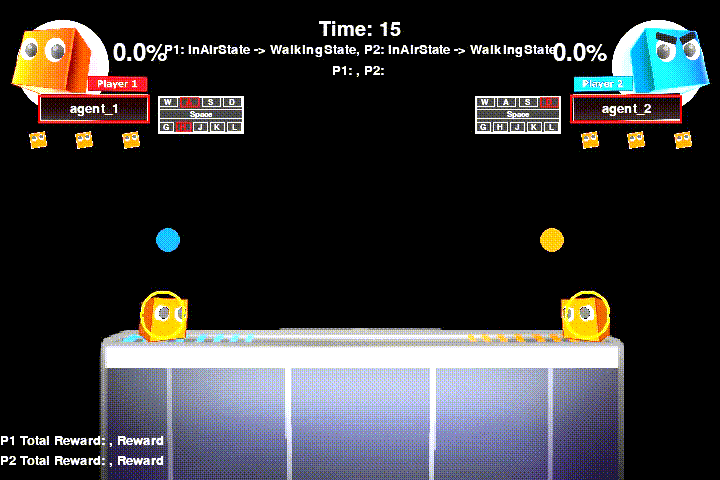 Time: 15
0.0% P1: InAirState -> WalkingState, P2: InAirState -> WalkingState 0.0%
P1: , P2:
Player 1 Player 2
agent_1 agent_2
W A S D W A S D
Space Space
G H J K L G H J K L
P1 Total Reward: , Reward
P2 Total Reward: , Reward